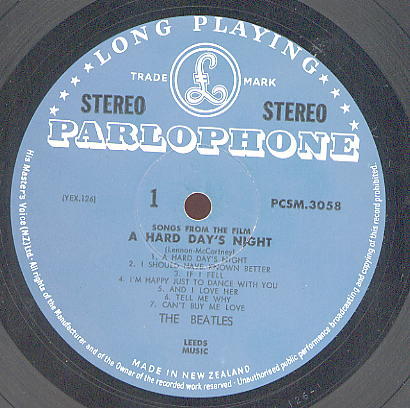 LONG PLAYING
TRADE MARK
£
STEREO STEREO
PARLOPHONE
(YEX.126)
1
PCSM.3058
SONGS FROM THE FILM
A HARD DAY'S NIGHT
(Lennon-McCartney)
1. A HARD DAY'S NIGHT
2. I SHOULD HAVE KNOWN BETTER
3. IF I FELL
4. I'M HAPPY JUST TO DANCE WITH YOU
5. AND I LOVE HER
6. TELL ME WHY
7. CAN'T BUY ME LOVE
THE BEATLES
LEEDS
MUSIC
MADE IN NEW ZEALAND
His Master's Voice (N.Z.) Ltd. All rights of the Manufacturer and of the Owner of the recorded work reserved · Unauthorised public performance broadcasting and copying of this record prohibited.